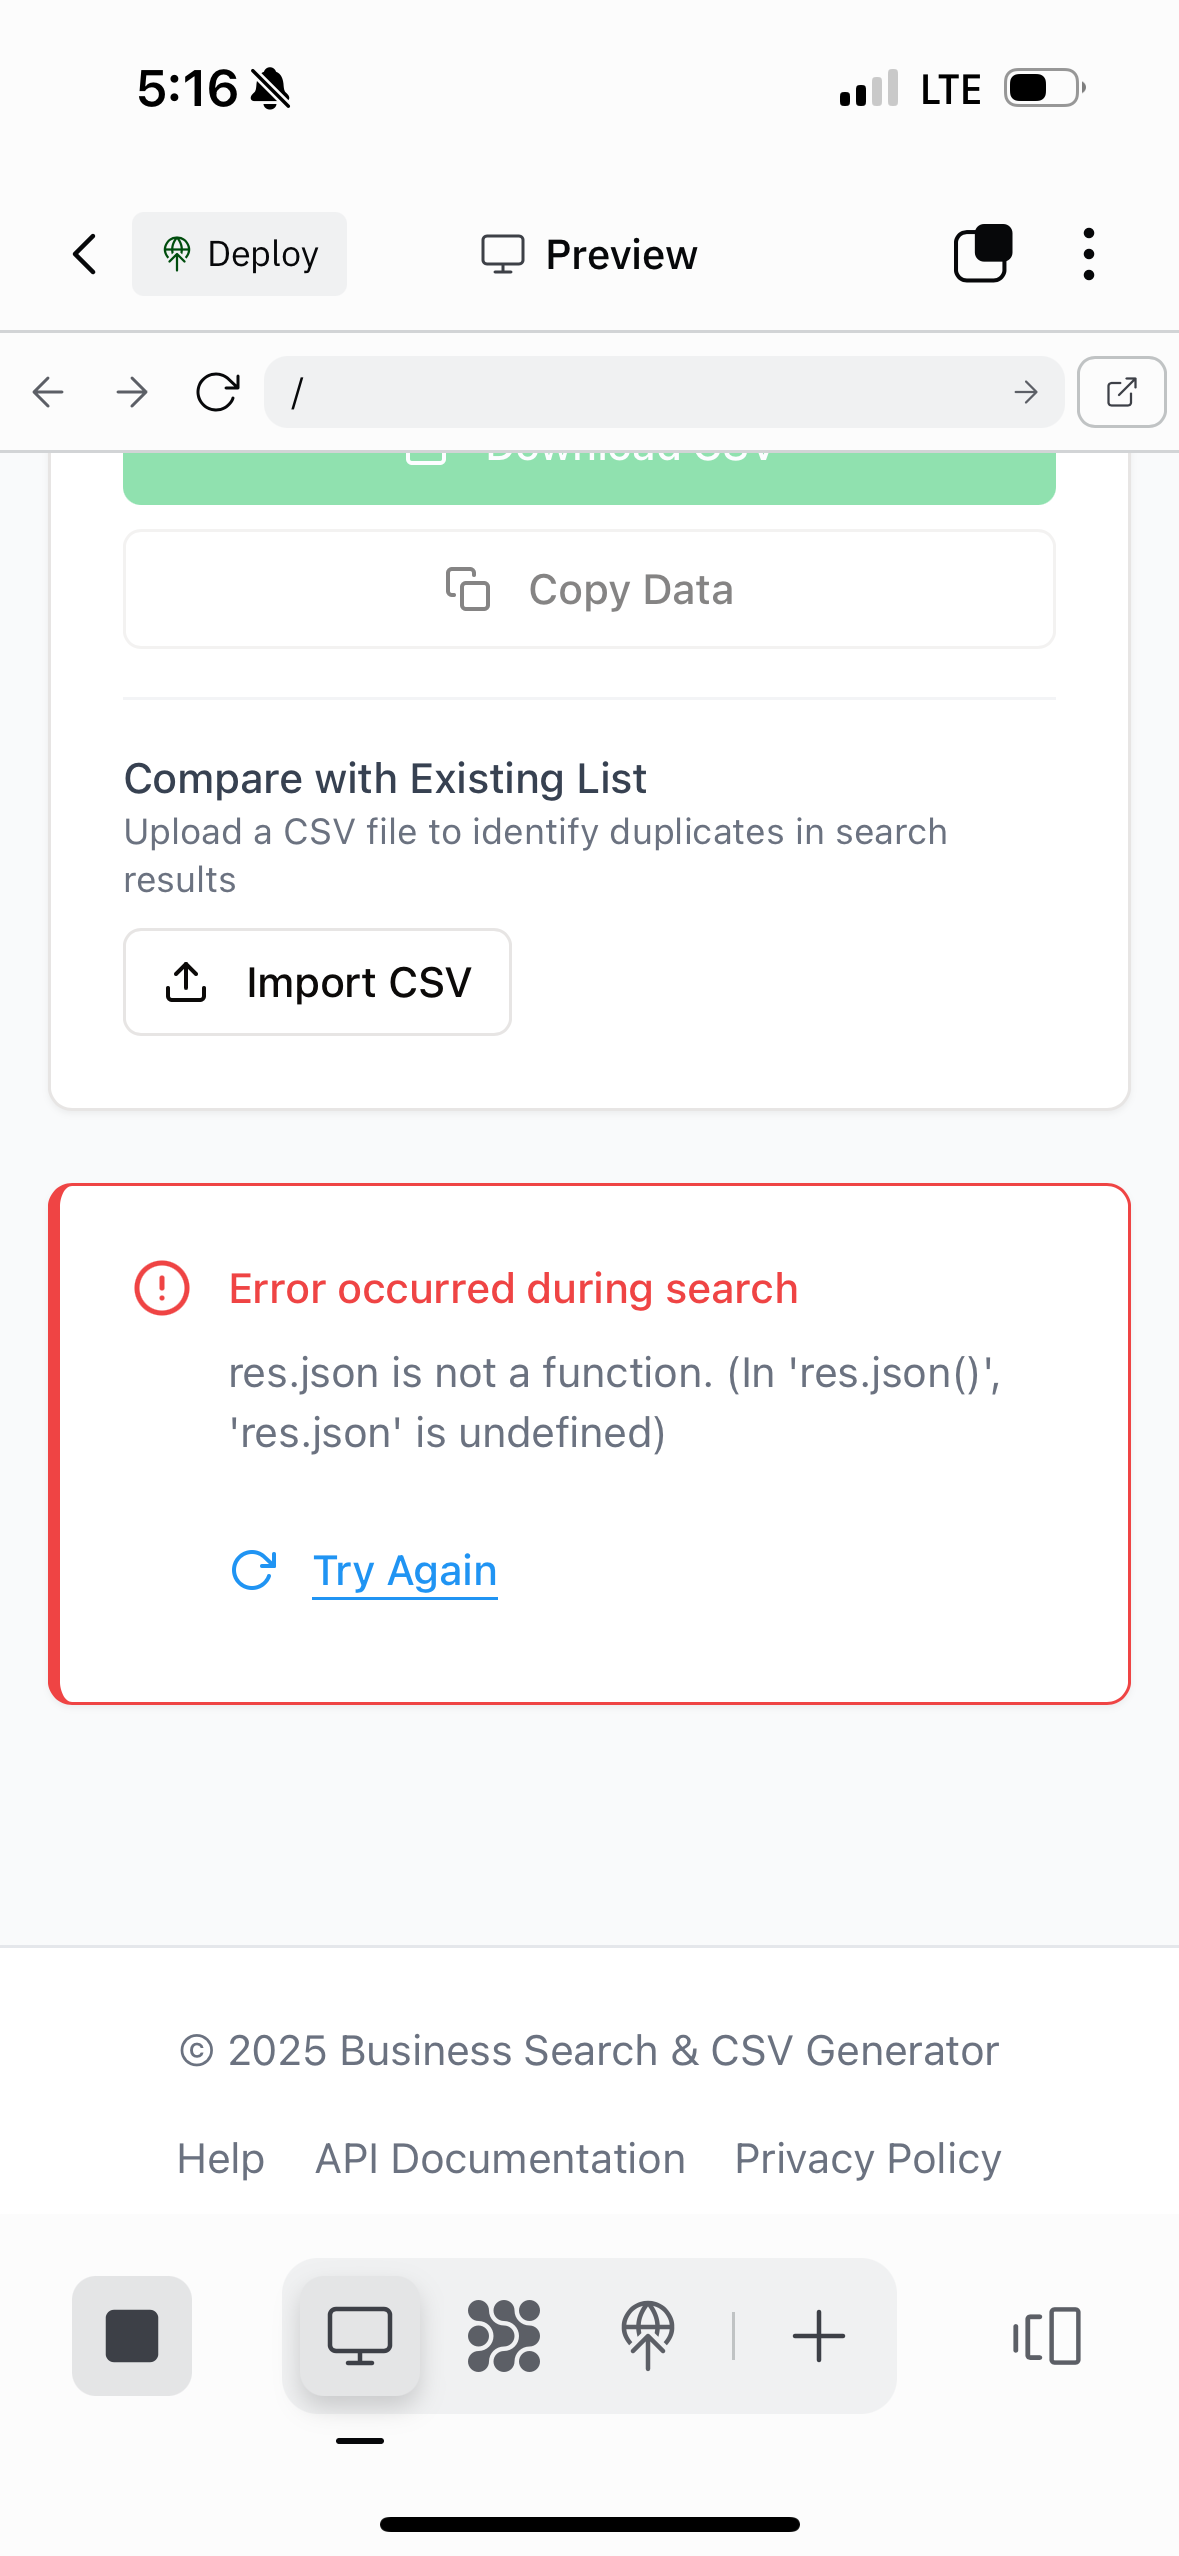 5:16
LTE
Deploy
Preview
/
Download CSV
Copy Data
Compare with Existing List
Upload a CSV file to identify duplicates in search
results
Import CSV
Error occurred during search
res.json is not a function. (In 'res.json()',
'res.json' is undefined)
Try Again
© 2025 Business Search & CSV Generator
Help API Documentation Privacy Policy